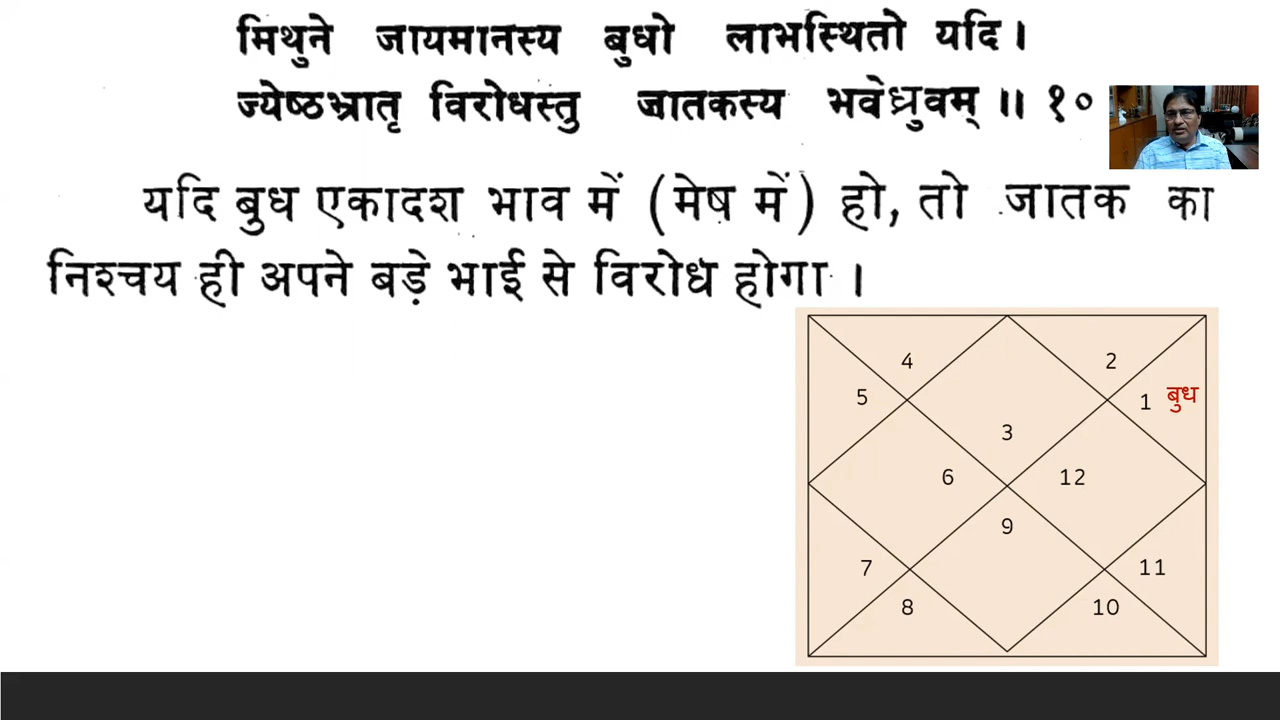 मिथुने जायमानस्य बुधो लाभस्थितो यदि ।
ज्येष्ठभ्रातृ विरोधस्तु जातकस्य भवेध्रुवम् ॥ १०
यदि बुध एकादश भाव में (मेष में) हो, तो जातक का
निश्चय ही अपने बड़े भाई से विरोध होगा ।
4
2
5
1 बुध
3
6
12
9
7
11
8
10